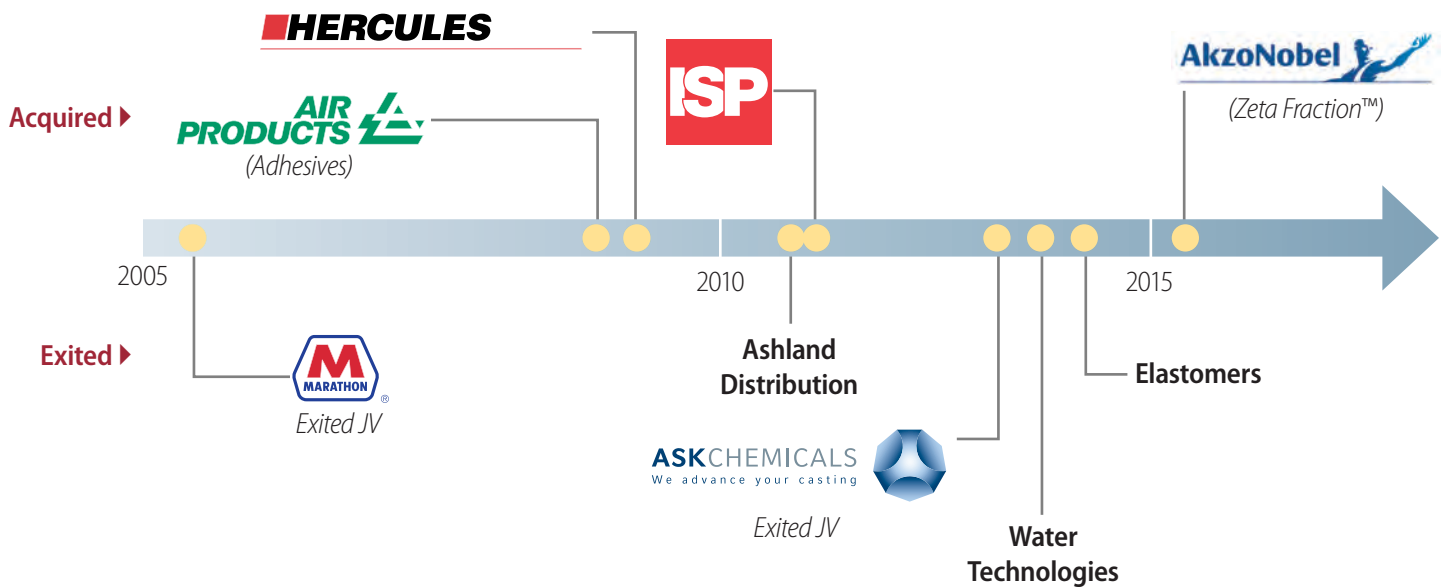 HERCULES
Acquired
AIR
PRODUCTS
(Adhesives)
ISP
AkzoNobel
(Zeta Fraction™)
2005
2010
2015
Exited
M
MARATHON
®
Exited JV
Ashland
Distribution
Elastomers
ASKCHEMICALS
We advance your casting
Exited JV
Water
Technologies